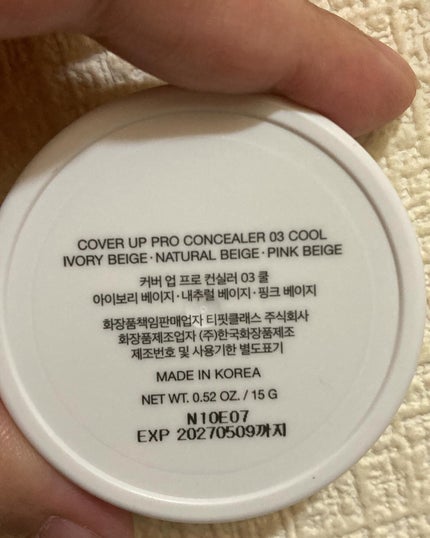 COVER UP PRO CONCEALER 03 COOL
IVORY BEIGE · NATURAL BEIGE · PINK BEIGE
커버 업 프로 컨실러 03 쿨
아이보리 베이지 · 내추럴 베이지 · 핑크 베이지
화장품책임판매업자 티핏클래스 주식회사
화장품제조업자 (주)한국화장품제조
제조번호 및 사용기한 별도표기
MADE IN KOREA
NET WT. 0.52 OZ. / 15 G
N10E07
EXP 20270509까지